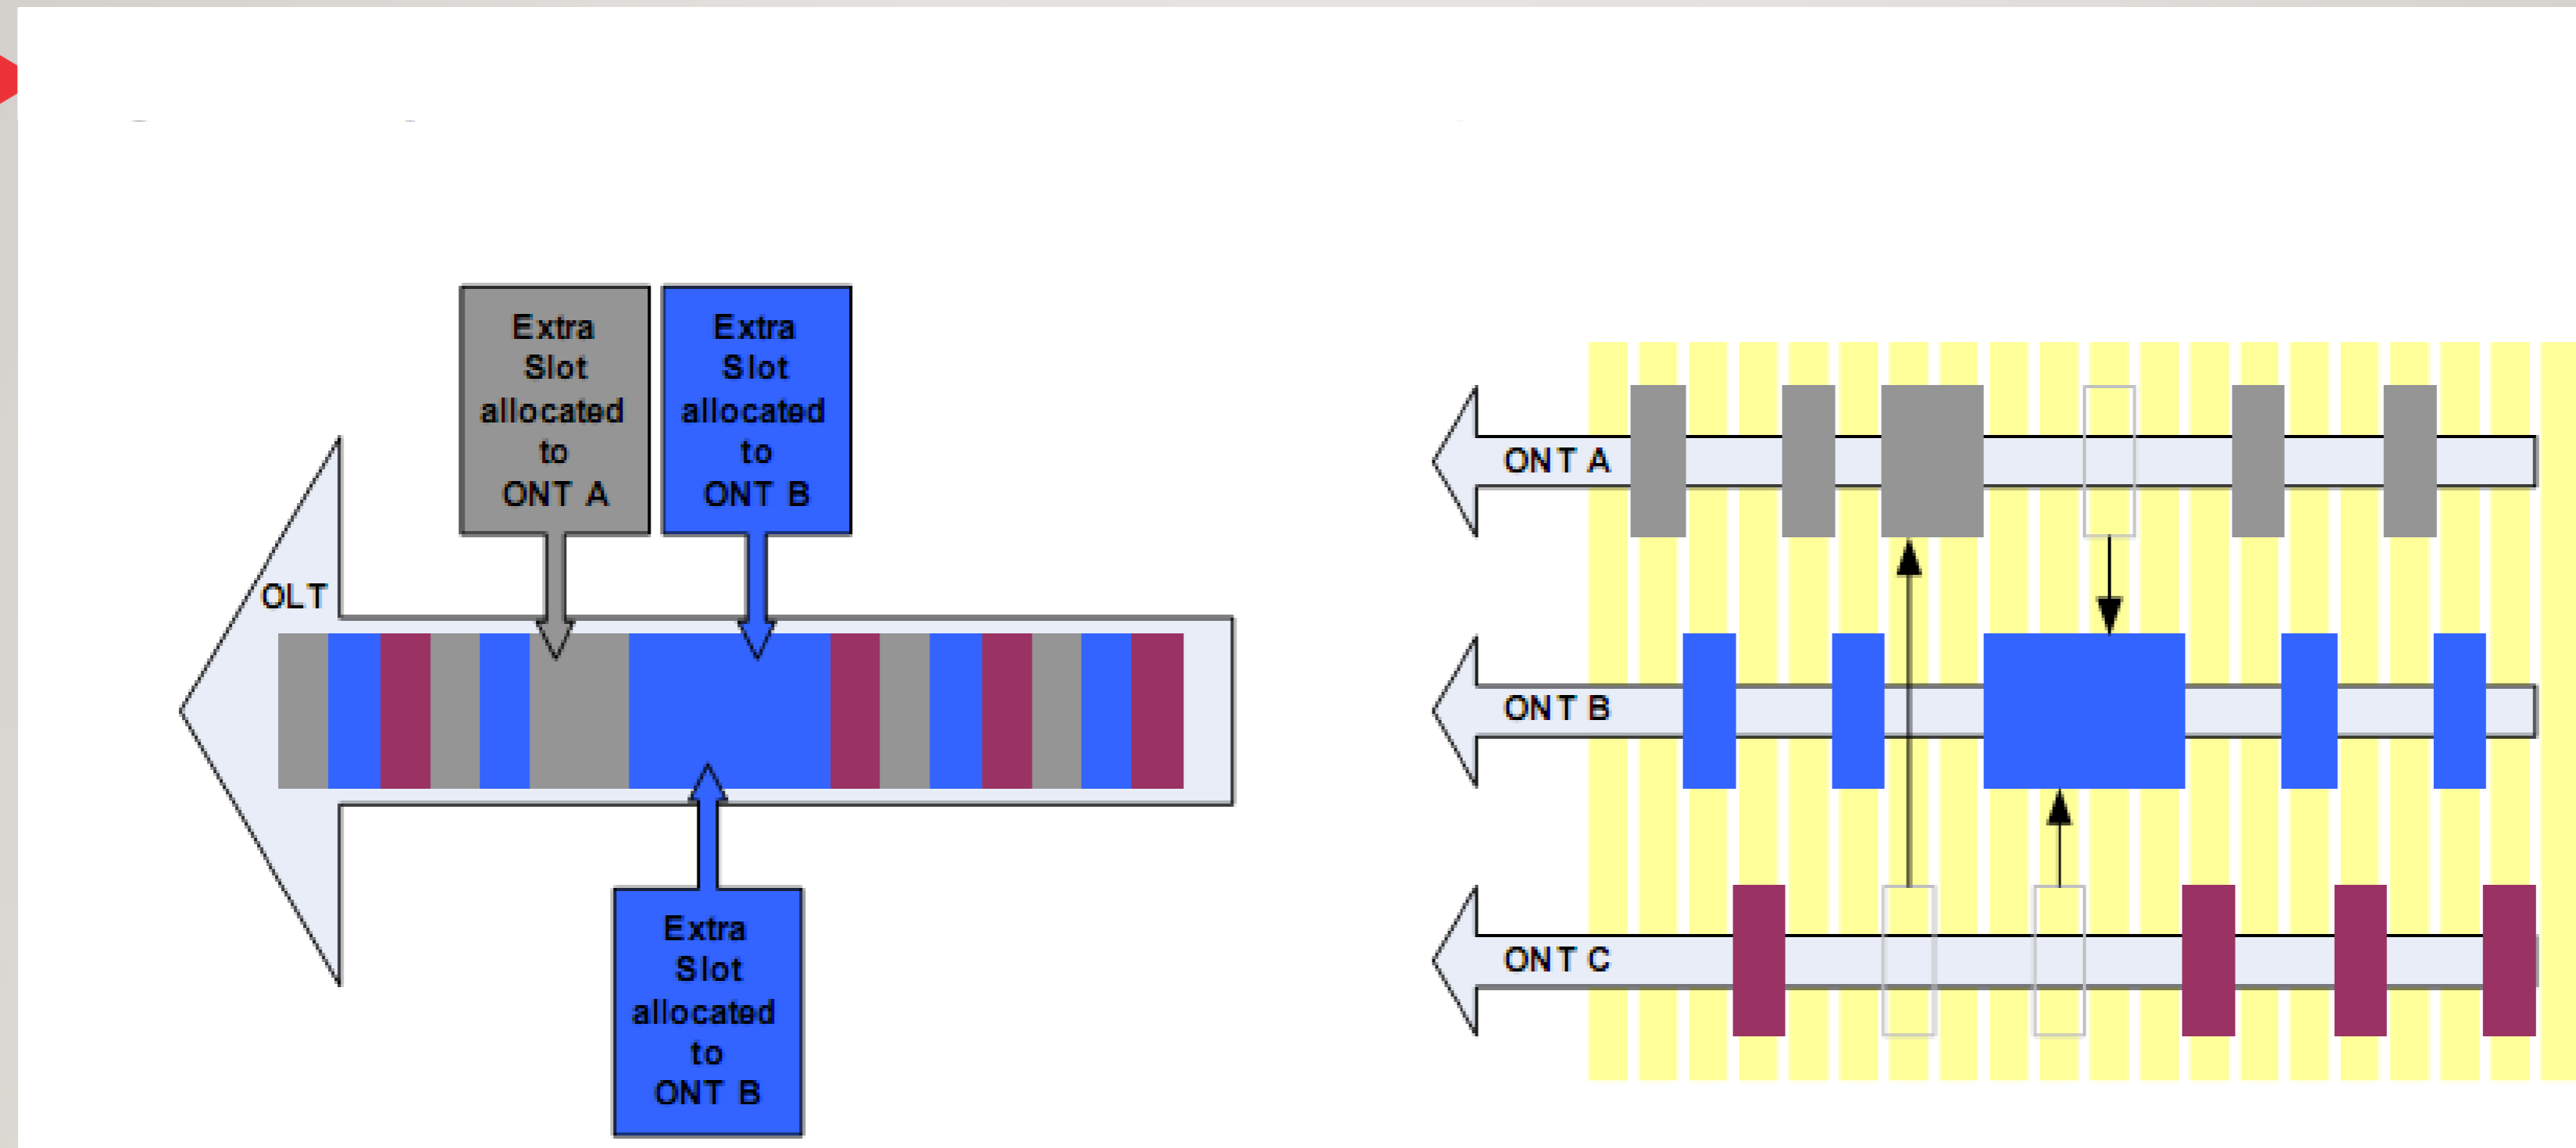 Extra
Slot
allocated
to
ONT A
Extra
Slot
allocated
to
ONT B
OLT
Extra
Slot
allocated
to
ONT B
ONT A
ONT B
ONT C